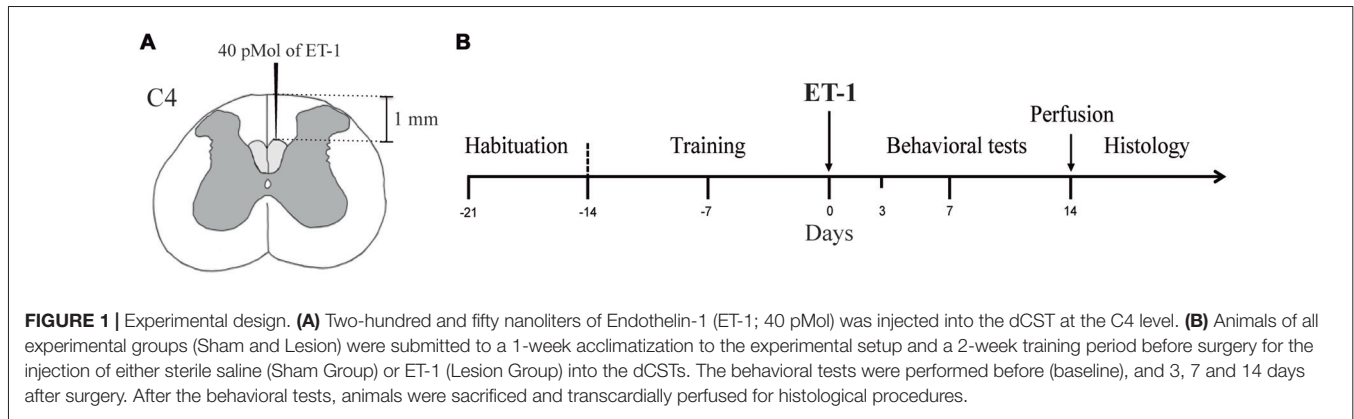 A
40 pMol of ET-1
C4
1 mm
B
ET-1
Perfusion
Habituation
Training
Behavioral tests
Histology
-21
-14
-7
0
3
7
14
Days
FIGURE 1 | Experimental design. (A) Two-hundred and fifty nanoliters of Endothelin-1 (ET-1; 40 pMol) was injected into the dCST at the C4 level. (B) Animals of all
experimental groups (Sham and Lesion) were submitted to a 1-week acclimatization to the experimental setup and a 2-week training period before surgery for the
injection of either sterile saline (Sham Group) or ET-1 (Lesion Group) into the dCSTs. The behavioral tests were performed before (baseline), and 3, 7 and 14 days
after surgery. After the behavioral tests, animals were sacrificed and transcardially perfused for histological procedures.